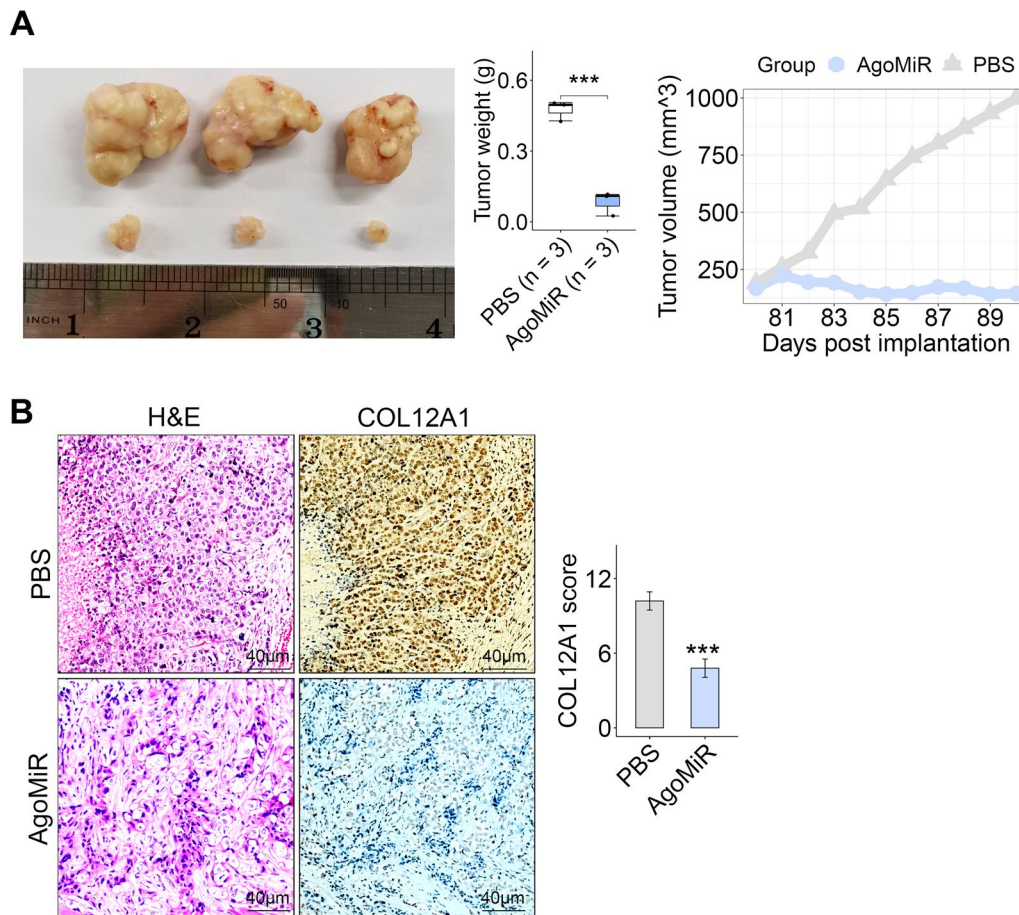 A
INCH 1 2 3 4
50 10
Tumor weight (g)
0.6
0.3
0.0
***
PBS (n = 3)
AgoMiR (n = 3)
Group AgoMiR PBS
Tumor volume (mm^3)
1000
750
500
250
81 83 85 87 89
Days post implantation
B
H&E COL12A1
PBS
40μm 40μm
AgoMiR
40μm 40μm
COL12A1 score
12
6
0
***
PBS
AgoMiR